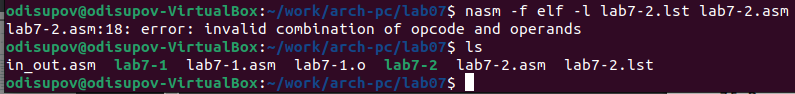 odisupov@odisupov-VirtualBox:~/work/arch-pc/lab07$ nasm -f elf -l lab7-2.lst lab7-2.asm
lab7-2.asm:18: error: invalid combination of opcode and operands
odisupov@odisupov-VirtualBox:~/work/arch-pc/lab07$ ls
in_out.asm  lab7-1  lab7-1.asm  lab7-1.o  lab7-2  lab7-2.asm  lab7-2.lst
odisupov@odisupov-VirtualBox:~/work/arch-pc/lab07$